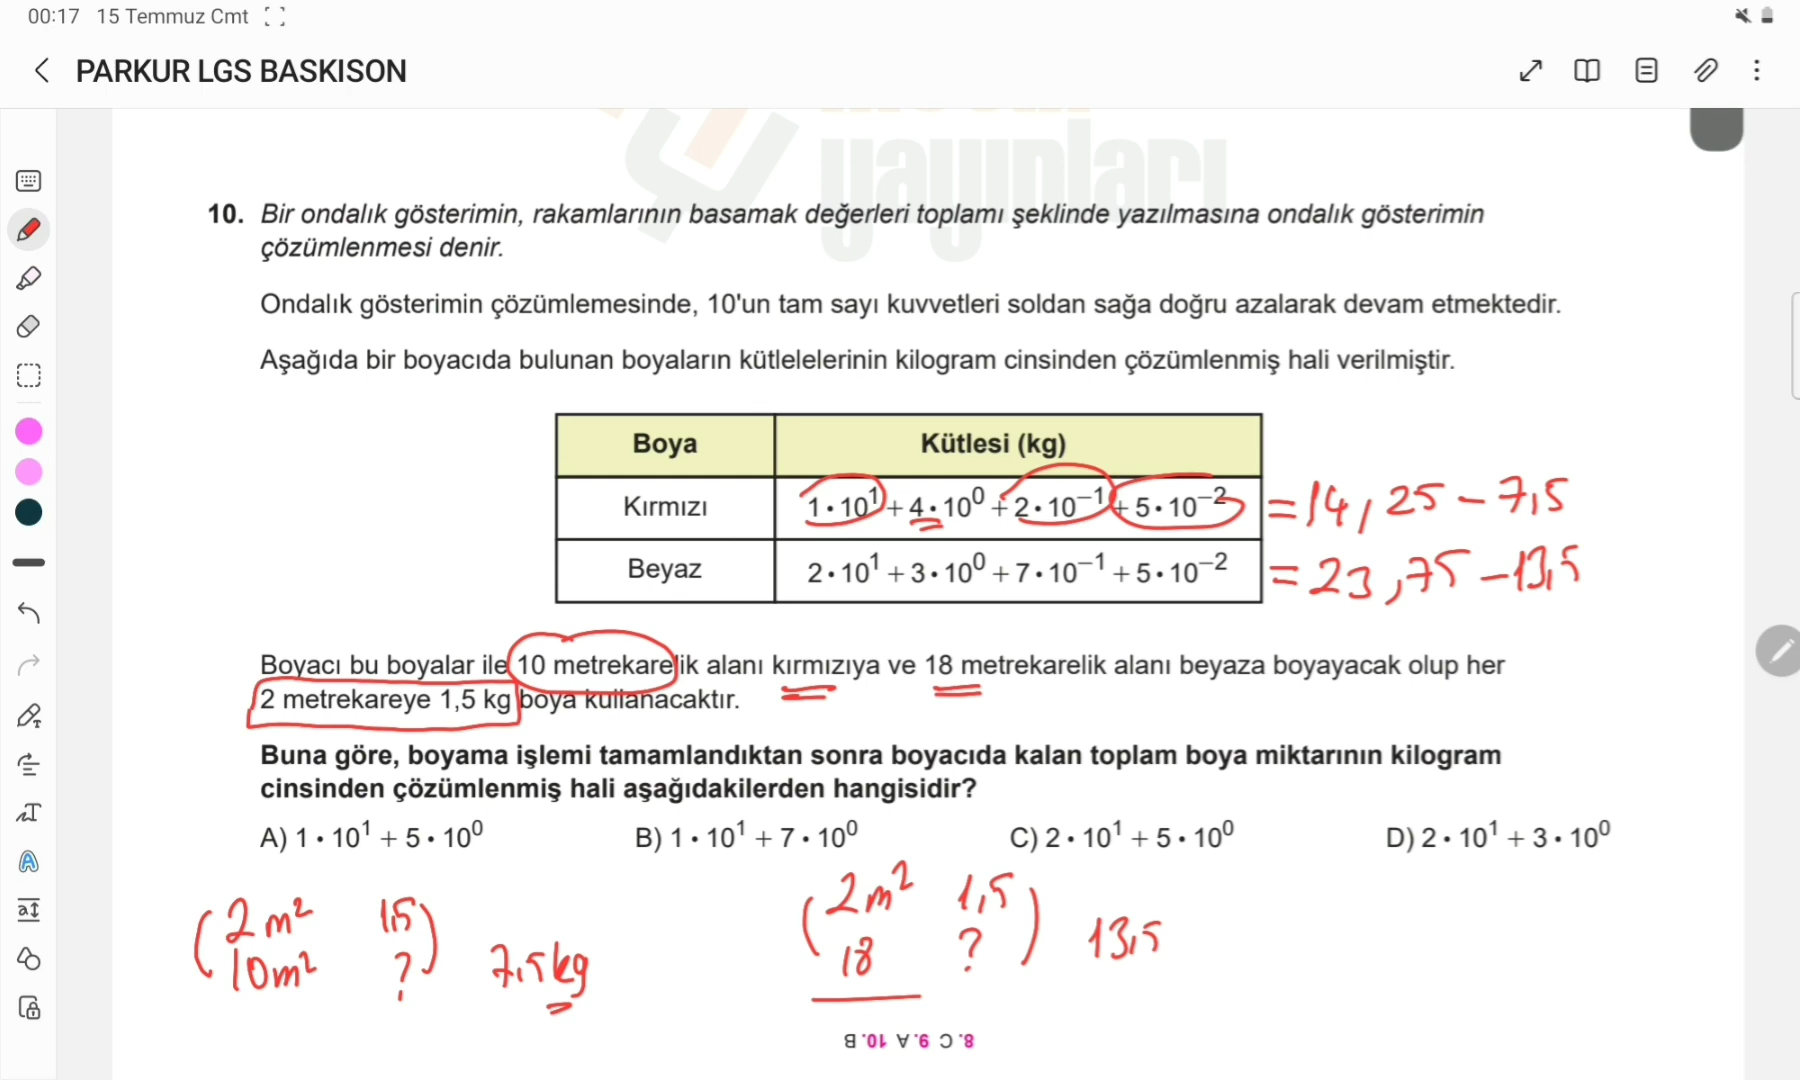 00:17 15 Temmuz Cmt
PARKUR LGS BASKISON
yayınları
10. Bir ondalık gösterimin, rakamlarının basamak değerleri toplamı şeklinde yazılmasına ondalık gösterimin
çözümlenmesi denir.
Ondalık gösterimin çözümlemesinde, 10'un tam sayı kuvvetleri soldan sağa doğru azalarak devam etmektedir.
Aşağıda bir boyacıda bulunan boyaların kütlelelerinin kilogram cinsinden çözümlenmiş hali verilmiştir.
Boya Kütlesi (kg)
Kırmızı 1·10¹ + 4·10⁰ + 2·10⁻¹ + 5·10⁻² = 14,25 - 7,5
Beyaz 2·10¹ + 3·10⁰ + 7·10⁻¹ + 5·10⁻² = 23,75 - 13,5
Boyacı bu boyalar ile 10 metrekarelik alanı kırmızıya ve 18 metrekarelik alanı beyaza boyayacak olup her
2 metrekareye 1,5 kg boya kullanacaktır.
Buna göre, boyama işlemi tamamlandıktan sonra boyacıda kalan toplam boya miktarının kilogram
cinsinden çözümlenmiş hali aşağıdakilerden hangisidir?
A) 1·10¹ + 5·10⁰ B) 1·10¹ + 7·10⁰ C) 2·10¹ + 5·10⁰ D) 2·10¹ + 3·10⁰
(2m² 1,5) (2m² 1,5)
10m² ? 7,5kg 18 ? 13,5
8. C 9. A 10. B